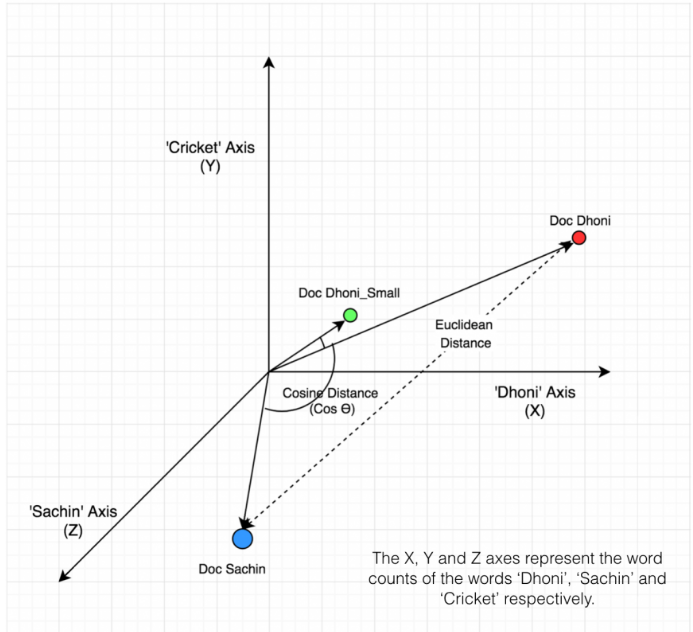 'Cricket' Axis
(Y)
Doc Dhoni
Doc Dhoni_Small
Euclidean
Distance
Cosine Distance
(Cos Θ)
'Dhoni' Axis
(X)
'Sachin' Axis
(Z)
Doc Sachin
The X, Y and Z axes represent the word
counts of the words ‘Dhoni’, ‘Sachin’ and
‘Cricket’ respectively.